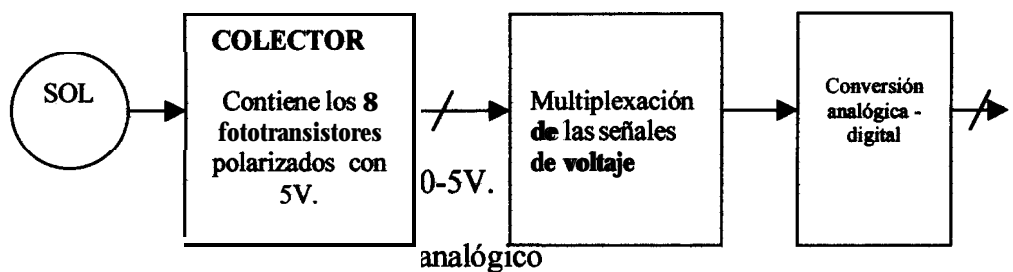 SOL
COLECTOR
Contiene los 8
fototransistores
polarizados con
5V.
0-5V.
analógico
Multiplexación
de las señales
de voltaje
Conversión
analógica -
digital